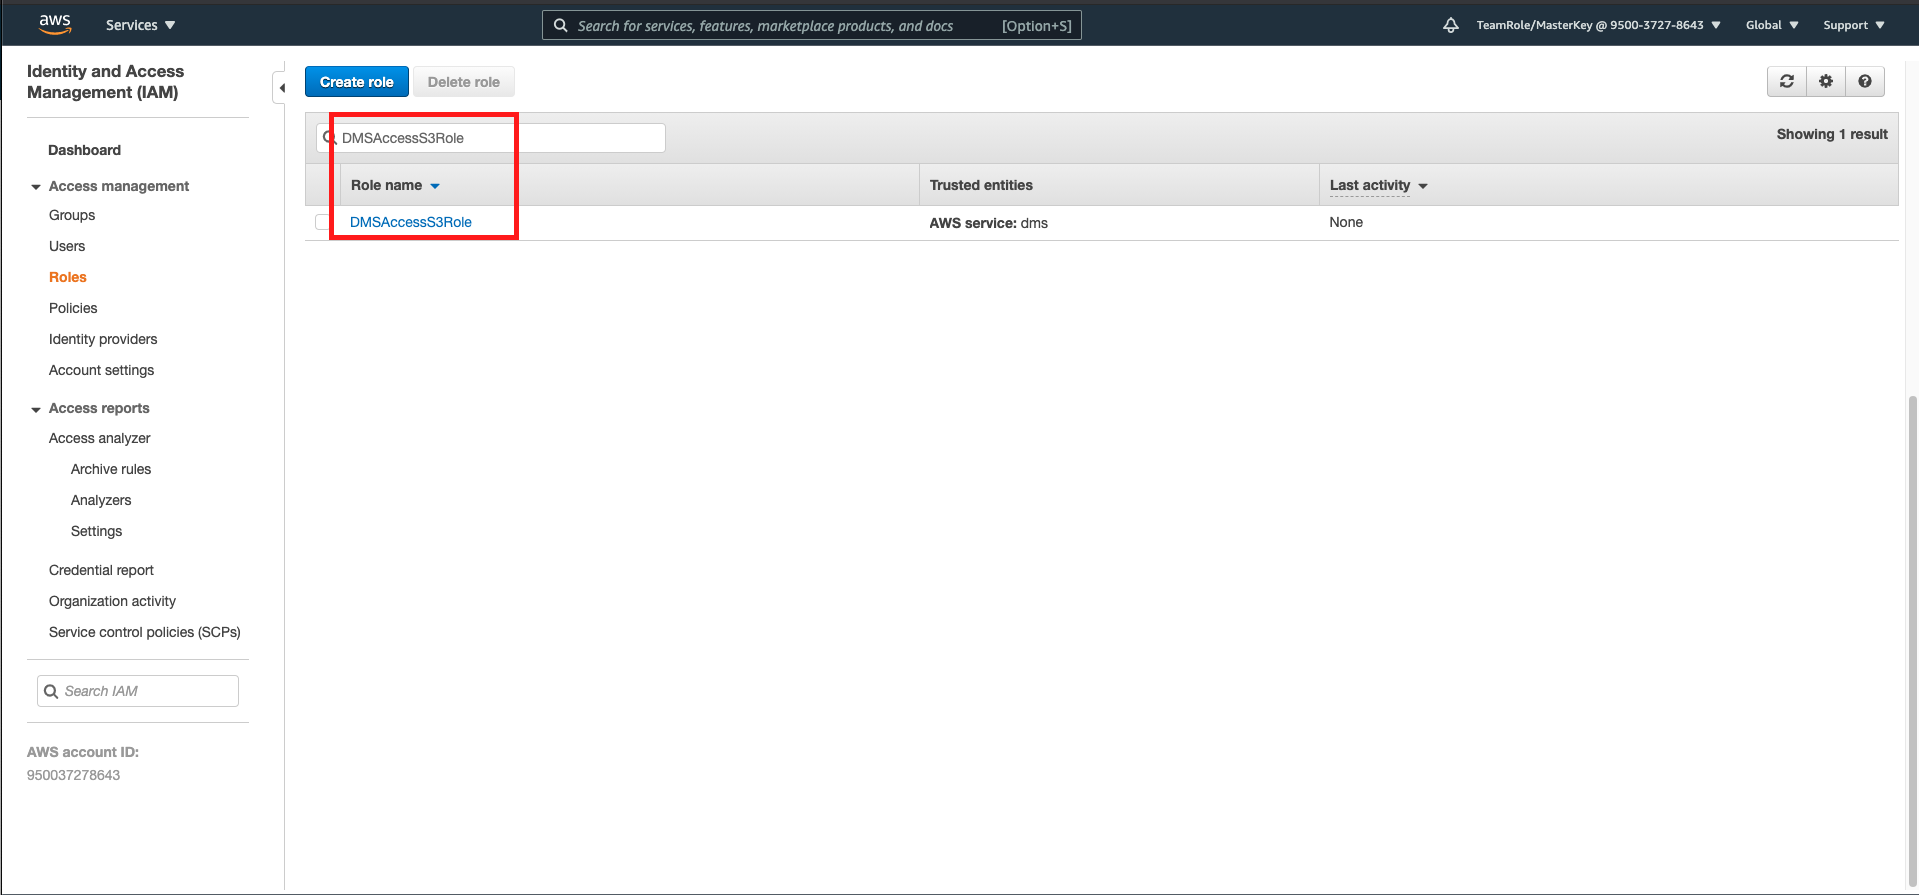 aws
Services
Search for services, features, marketplace products, and docs
[Option+S]
TeamRole/MasterKey @ 9500-3727-8643
Global
Support
Identity and Access
Management (IAM)
Dashboard
Access management
Groups
Users
Roles
Policies
Identity providers
Account settings
Access reports
Access analyzer
Archive rules
Analyzers
Settings
Credential report
Organization activity
Service control policies (SCPs)
Search IAM
AWS account ID:
950037278643
Create role
Delete role
DMSAccessS3Role
Showing 1 result
Role name
Trusted entities
Last activity
DMSAccessS3Role
AWS service: dms
None